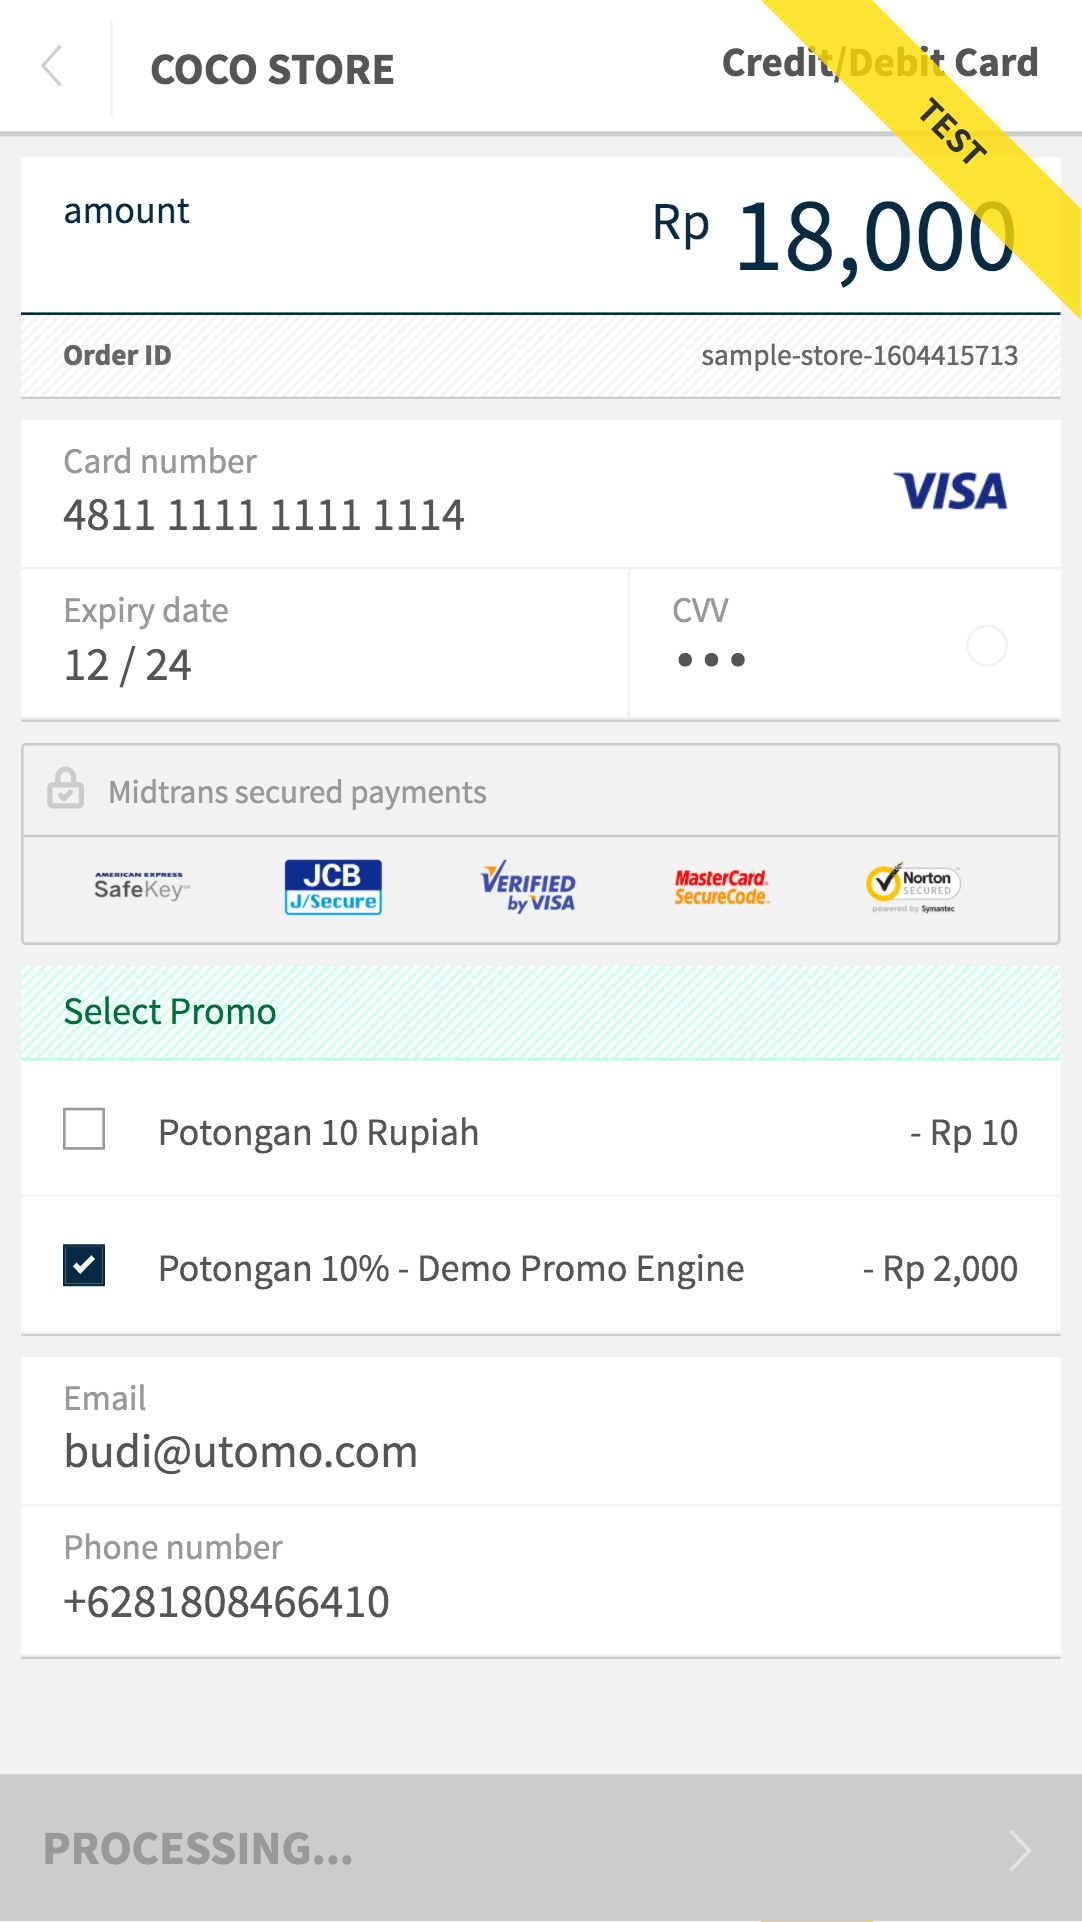 COCO STORE
Credit/Debit Card
TEST
amount
Rp 18,000
Order ID
sample-store-1604415713
Card number
4811 1111 1111 1114
VISA
Expiry date
12 / 24
CVV
•••
Midtrans secured payments
AMERICAN EXPRESS
SafeKey™
JCB
J/Secure
VERIFIED
by VISA
MasterCard.
SecureCode™
Norton
SECURED
powered by Symantec
Select Promo
Potongan 10 Rupiah
- Rp 10
Potongan 10% - Demo Promo Engine
- Rp 2,000
Email
budi@utomo.com
Phone number
+6281808466410
PROCESSING...